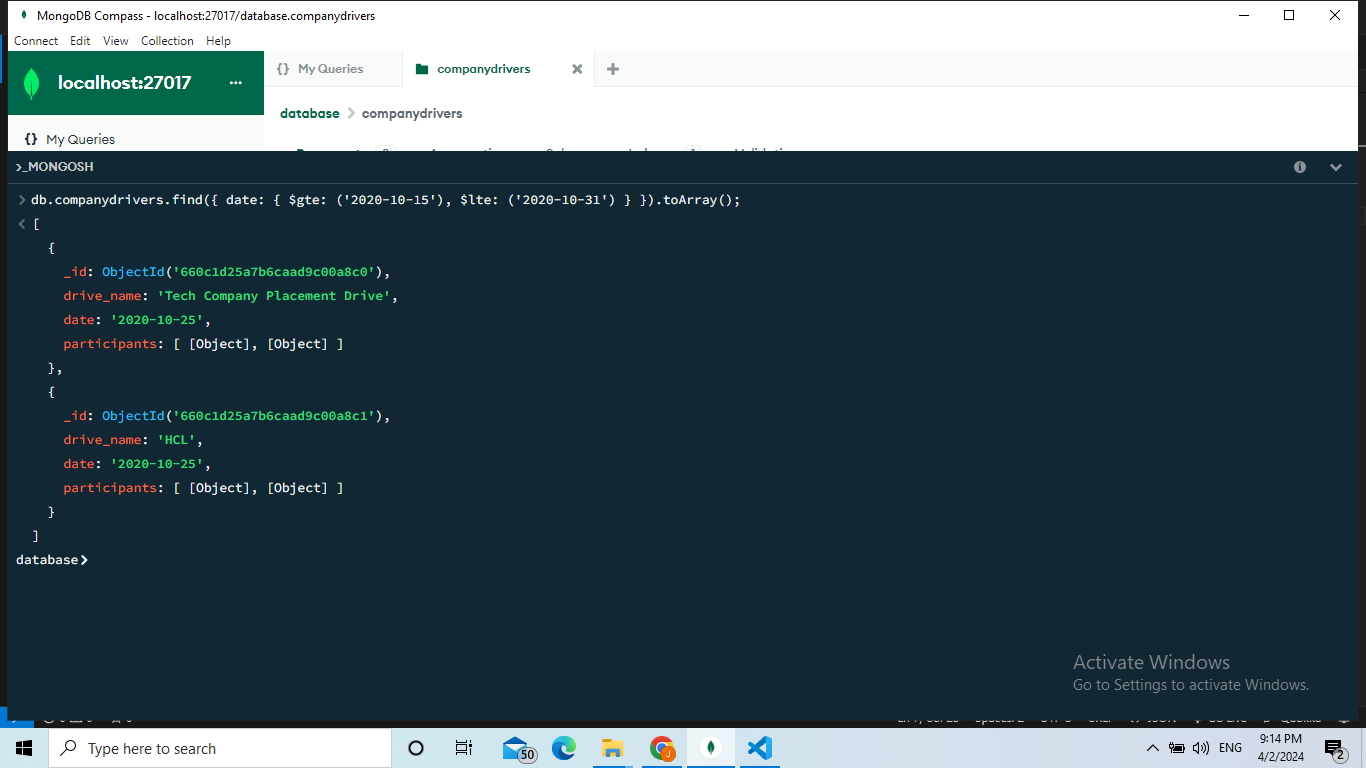 MongoDB Compass - localhost:27017/database.companydrivers
Connect Edit View Collection Help
localhost:27017 ...
{} My Queries
companydrivers
database > companydrivers
{} My Queries
>_MONGOSH
> db.companydrivers.find({ date: { $gte: ('2020-10-15'), $lte: ('2020-10-31') } }).toArray();
< [
{
_id: ObjectId('660c1d25a7b6caad9c00a8c0'),
drive_name: 'Tech Company Placement Drive',
date: '2020-10-25',
participants: [ [Object], [Object] ]
},
{
_id: ObjectId('660c1d25a7b6caad9c00a8c1'),
drive_name: 'HCL',
date: '2020-10-25',
participants: [ [Object], [Object] ]
}
]
database>
Activate Windows
Go to Settings to activate Windows.
Type here to search
50
ENG
9:14 PM
4/2/2024
2